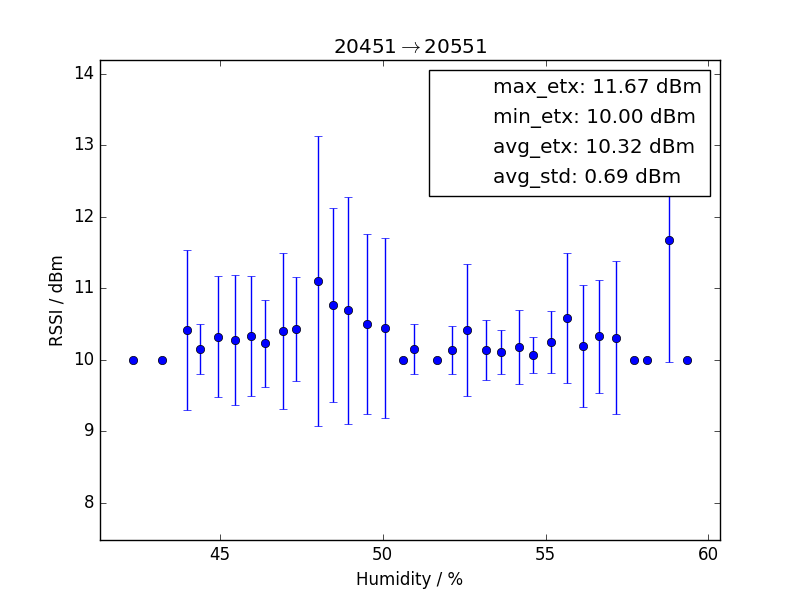 20451→20551
max_etx: 11.67 dBm
min_etx: 10.00 dBm
avg_etx: 10.32 dBm
avg_std: 0.69 dBm
14
13
12
11
10
9
8
RSSI / dBm
45 50 55 60
Humidity / %